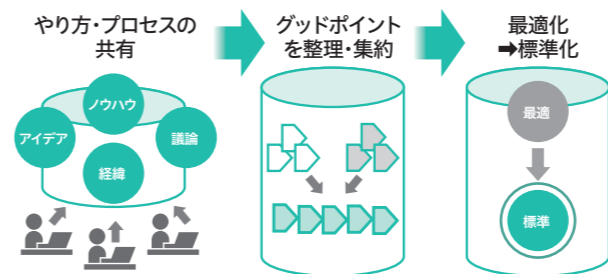 やり方・プロセスの
共有
グッドポイント
を整理・集約
最適化
➡標準化
ノウハウ
アイデア
議論
経緯
最適
標準